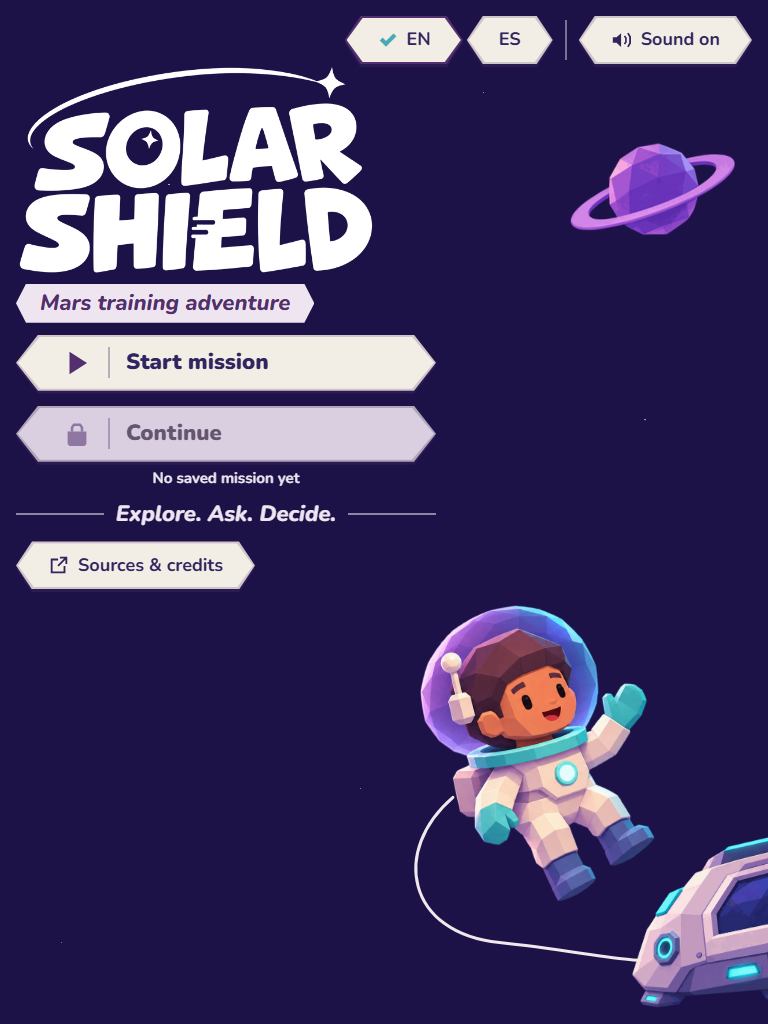 EN
ES
Sound on
SOLAR
SHIELD
Mars training adventure
Start mission
Continue
No saved mission yet
Explore. Ask. Decide.
Sources & credits